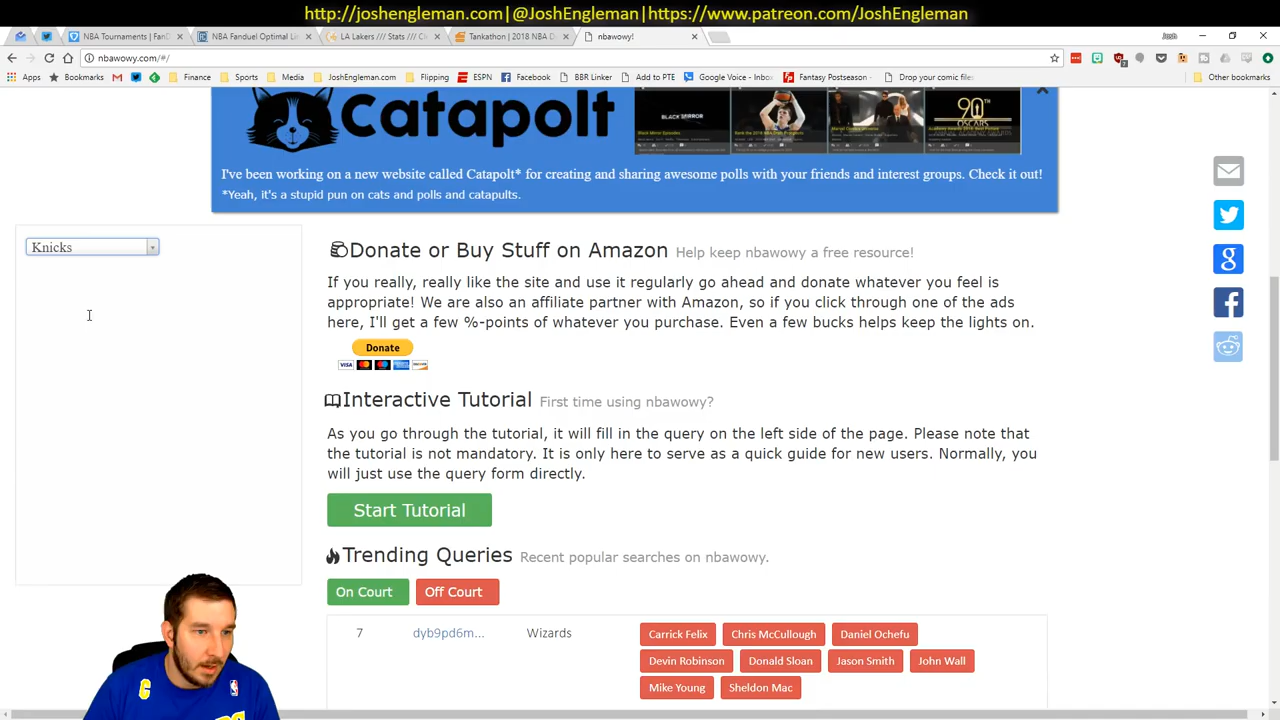 http://joshengleman.com|@JoshEngleman|https://www.patreon.com/JoshEngleman
NBA Tournaments | FanD
NBA Fanduel Optimal Li
LA Lakers /// Stats /// C
Tankathon | 2018 NBA D
nbawowy!
Josh
nbawowy.com/#/
Apps
Bookmarks
Finance
Sports
Media
JoshEngleman.com
Flipping
ESPN
Facebook
BBR Linker
Add to PTE
Google Voice - Inbo
Fantasy Postseason
Drop your comic file
Other bookmarks
Catapolt
BLACK MIRROR
90TH
OSCARS
I've been working on a new website called Catapolt* for creating and sharing awesome polls with your friends and interest groups. Check it out!
*Yeah, it's a stupid pun on cats and polls and catapults.
Knicks
Donate or Buy Stuff on Amazon Help keep nbawowy a free resource!
If you really, really like the site and use it regularly go ahead and donate whatever you feel is
appropriate! We are also an affiliate partner with Amazon, so if you click through one of the ads
here, I'll get a few %-points of whatever you purchase. Even a few bucks helps keep the lights on.
Donate
VISA
Interactive Tutorial First time using nbawowy?
As you go through the tutorial, it will fill in the query on the left side of the page. Please note that
the tutorial is not mandatory. It is only here to serve as a quick guide for new users. Normally, you
will just use the query form directly.
Start Tutorial
Trending Queries Recent popular searches on nbawowy.
On Court Off Court
7 dyb9pd6m... Wizards Carrick Felix Chris McCullough Daniel Ochefu
Devin Robinson Donald Sloan Jason Smith John Wall
Mike Young Sheldon Mac